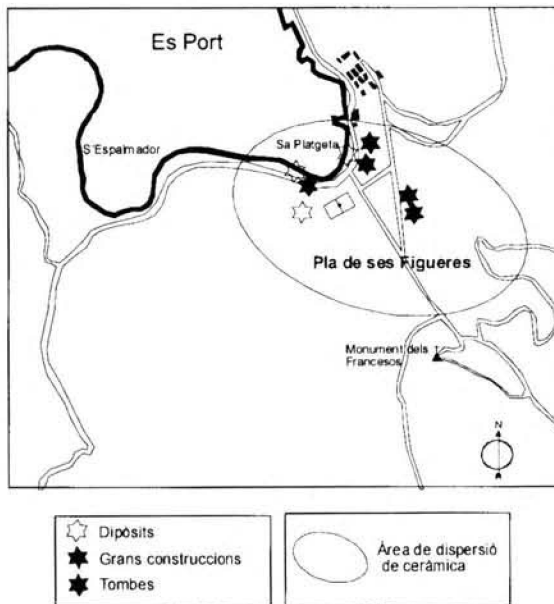 Es Port
S'Espalmador
Sa Platgeta
Pla de ses Figueres
Monument dels
Francesos
N
Dipòsits
Grans construccions
Tombes
Àrea de dispersió
de ceràmica